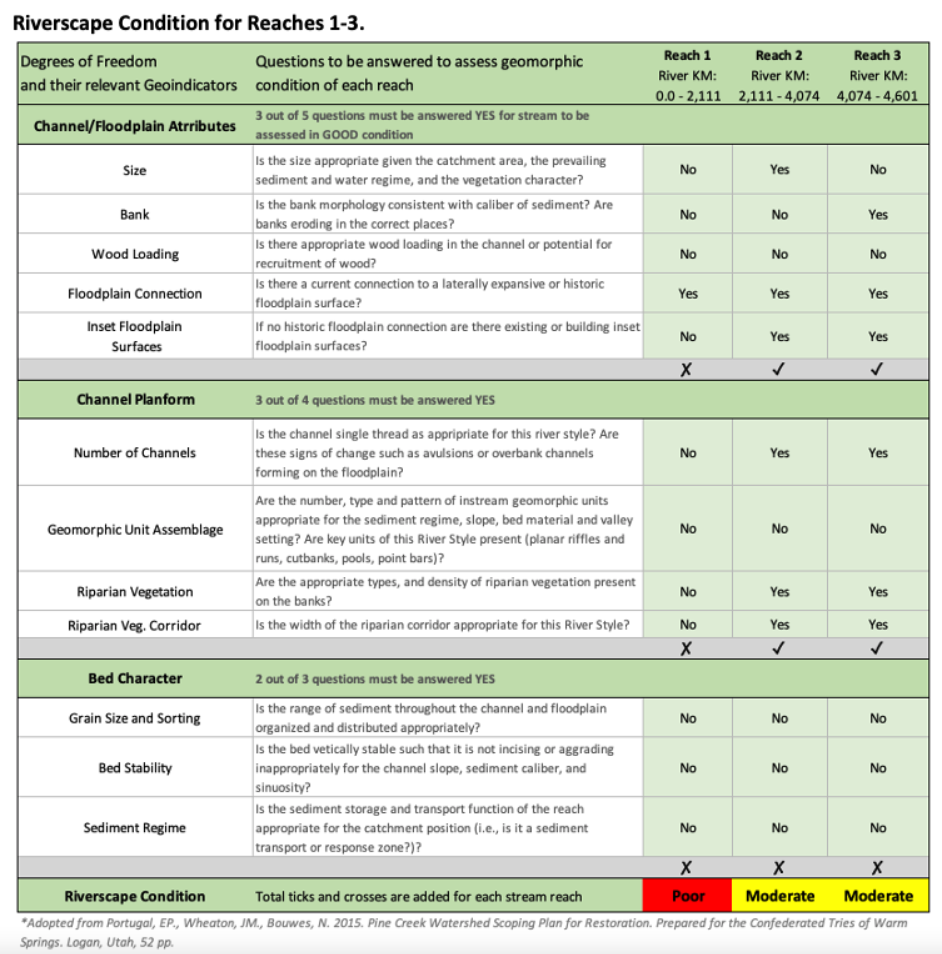 Riverscape Condition for Reaches 1-3.
Degrees of Freedom
and their relevant Geoindicators
Questions to be answered to assess geomorphic
condition of each reach
Reach 1
River KM:
0.0 - 2,111
Reach 2
River KM:
2,111 - 4,074
Reach 3
River KM:
4,074 - 4,601
Channel/Floodplain Atrributes
3 out of 5 questions must be answered YES for stream to be
assessed in GOOD condition
Size
Is the size appropriate given the catchment area, the prevailing
sediment and water regime, and the vegetation character?
No
Yes
No
Bank
Is the bank morphology consistent with caliber of sediment? Are
banks eroding in the correct places?
No
No
Yes
Wood Loading
Is there appropriate wood loading in the channel or potential for
recruitment of wood?
No
No
No
Floodplain Connection
Is there a current connection to a laterally expansive or historic
floodplain surface?
Yes
Yes
Yes
Inset Floodplain
Surfaces
If no historic floodplain connection are there existing or building inset
floodplain surfaces?
No
Yes
Yes
✗
✓
✓
Channel Planform
3 out of 4 questions must be answered YES
Number of Channels
Is the channel single thread as appripriate for this river style? Are
these signs of change such as avulsions or overbank channels
forming on the floodplain?
No
Yes
Yes
Geomorphic Unit Assemblage
Are the number, type and pattern of instream geomorphic units
appropriate for the sediment regime, slope, bed material and valley
setting? Are key units of this River Style present (planar riffles and
runs, cutbanks, pools, point bars)?
No
No
No
Riparian Vegetation
Are the appropriate types, and density of riparian vegetation present
on the banks?
No
Yes
Yes
Riparian Veg. Corridor
Is the width of the riparian corridor appropriate for this River Style?
No
Yes
Yes
✗
✓
✓
Bed Character
2 out of 3 questions must be answered YES
Grain Size and Sorting
Is the range of sediment throughout the channel and floodplain
organized and distributed appropriately?
No
No
No
Bed Stability
Is the bed vetically stable such that it is not incising or aggrading
inappropriately for the channel slope, sediment caliber, and
sinuosity?
No
No
No
Sediment Regime
Is the sediment storage and transport function of the reach
appropriate for the catchment position (i.e., is it a sediment
transport or response zone?)?
No
No
No
✗
✗
✗
Riverscape Condition
Total ticks and crosses are added for each stream reach
Poor
Moderate
Moderate
*Adopted from Portugal, EP., Wheaton, JM., Bouwes, N. 2015. Pine Creek Watershed Scoping Plan for Restoration. Prepared for the Confederated Tries of Warm
Springs. Logan, Utah, 52 pp.